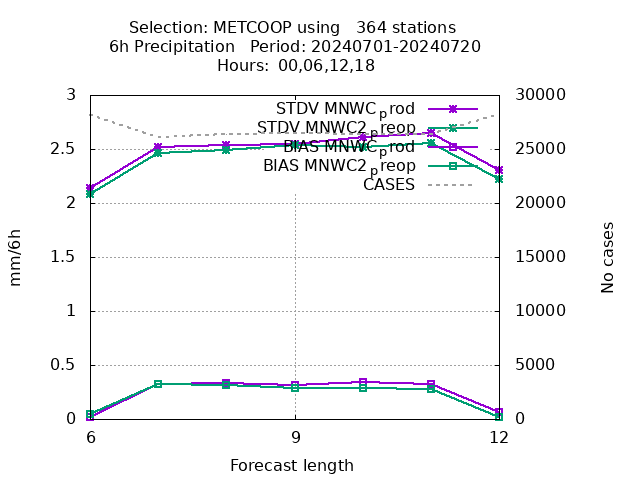 Selection: METCOOP using   364 stations
6h Precipitation   Period: 20240701-20240720
Hours:  00,06,12,18
3
2.5
2
1.5
1
0.5
0
30000
25000
20000
15000
10000
5000
0
mm/6h
No cases
STDV MNWC_prod
STDV MNWC2_preop
BIAS MNWC_prod
BIAS MNWC2_preop
CASES
6
9
12
Forecast length